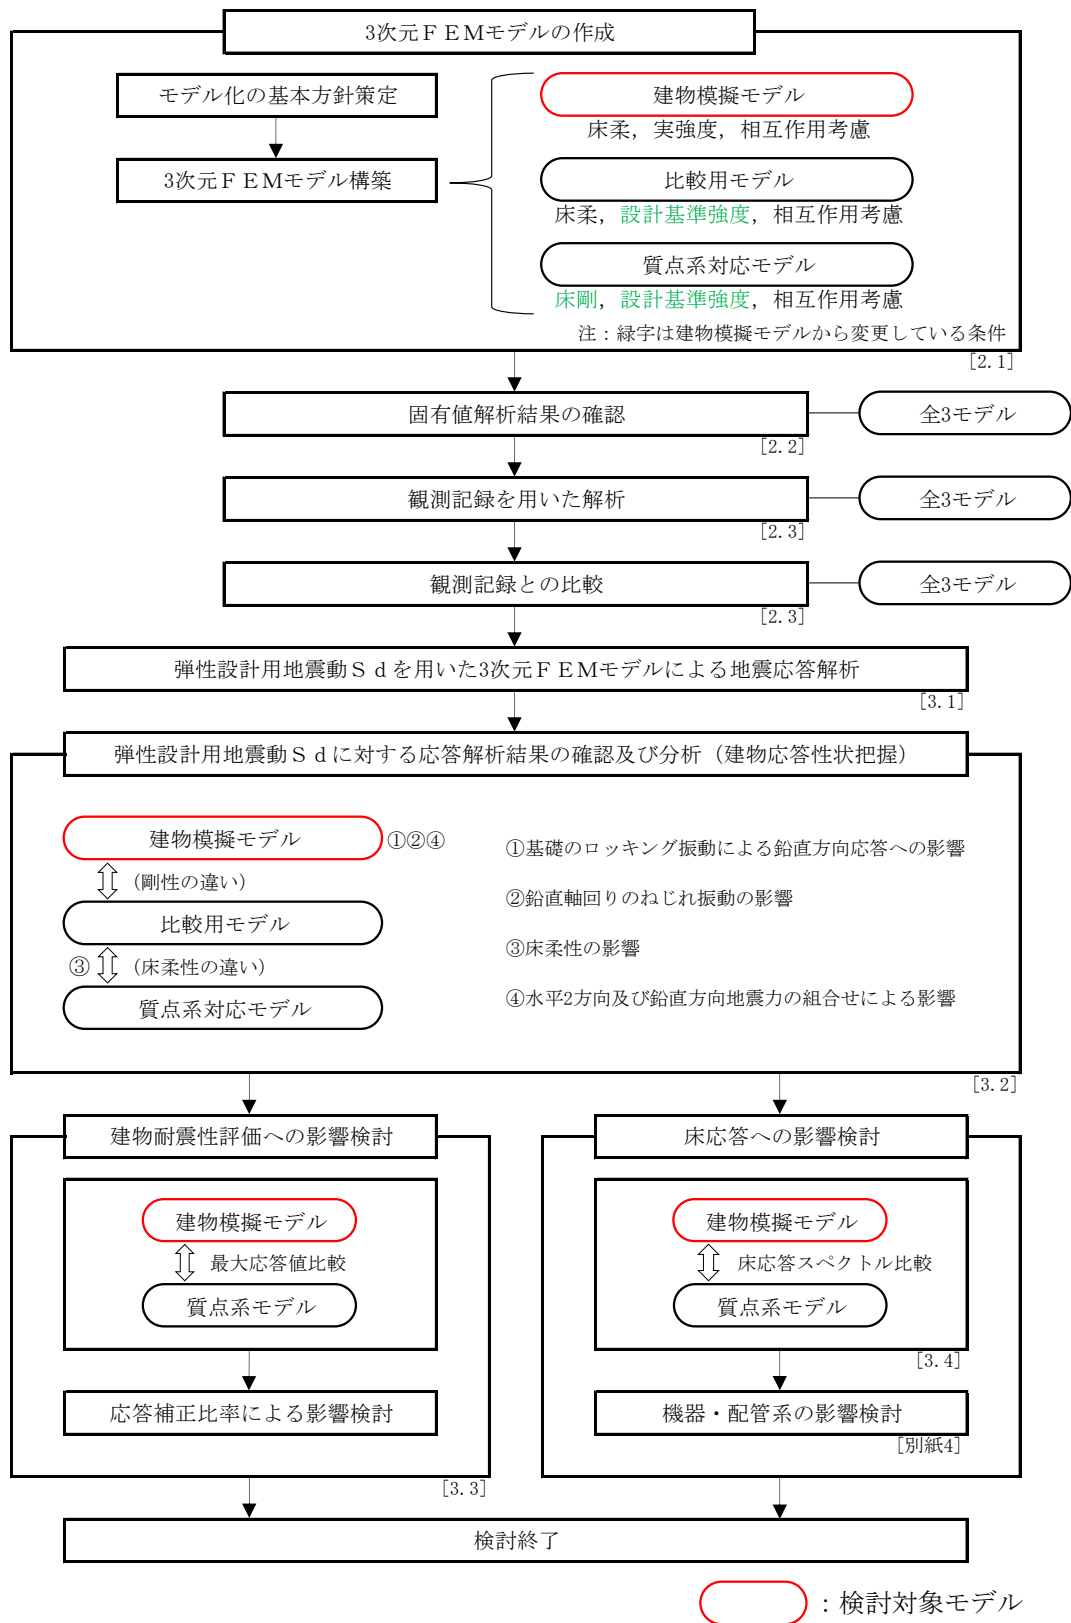 3次元ＦＥＭモデルの作成
モデル化の基本方針策定
3次元ＦＥＭモデル構築
建物模擬モデル
床柔，実強度，相互作用考慮
比較用モデル
床柔，設計基準強度，相互作用考慮
質点系対応モデル
床剛，設計基準強度，相互作用考慮
注：緑字は建物模擬モデルから変更している条件
[2.1]
固有値解析結果の確認
全3モデル
[2.2]
観測記録を用いた解析
全3モデル
[2.3]
観測記録との比較
全3モデル
[2.3]
弾性設計用地震動Ｓｄを用いた3次元ＦＥＭモデルによる地震応答解析
[3.1]
弾性設計用地震動Ｓｄに対する応答解析結果の確認及び分析（建物応答性状把握）
建物模擬モデル
①②④
(剛性の違い)
比較用モデル
③
(床柔性の違い)
質点系対応モデル
①基礎のロッキング振動による鉛直方向応答への影響
②鉛直軸回りのねじれ振動の影響
③床柔性の影響
④水平2方向及び鉛直方向地震力の組合せによる影響
[3.2]
建物耐震性評価への影響検討
建物模擬モデル
最大応答値比較
質点系モデル
応答補正比率による影響検討
[3.3]
床応答への影響検討
建物模擬モデル
床応答スペクトル比較
質点系モデル
[3.4]
機器・配管系の影響検討
[別紙4]
検討終了
：検討対象モデル